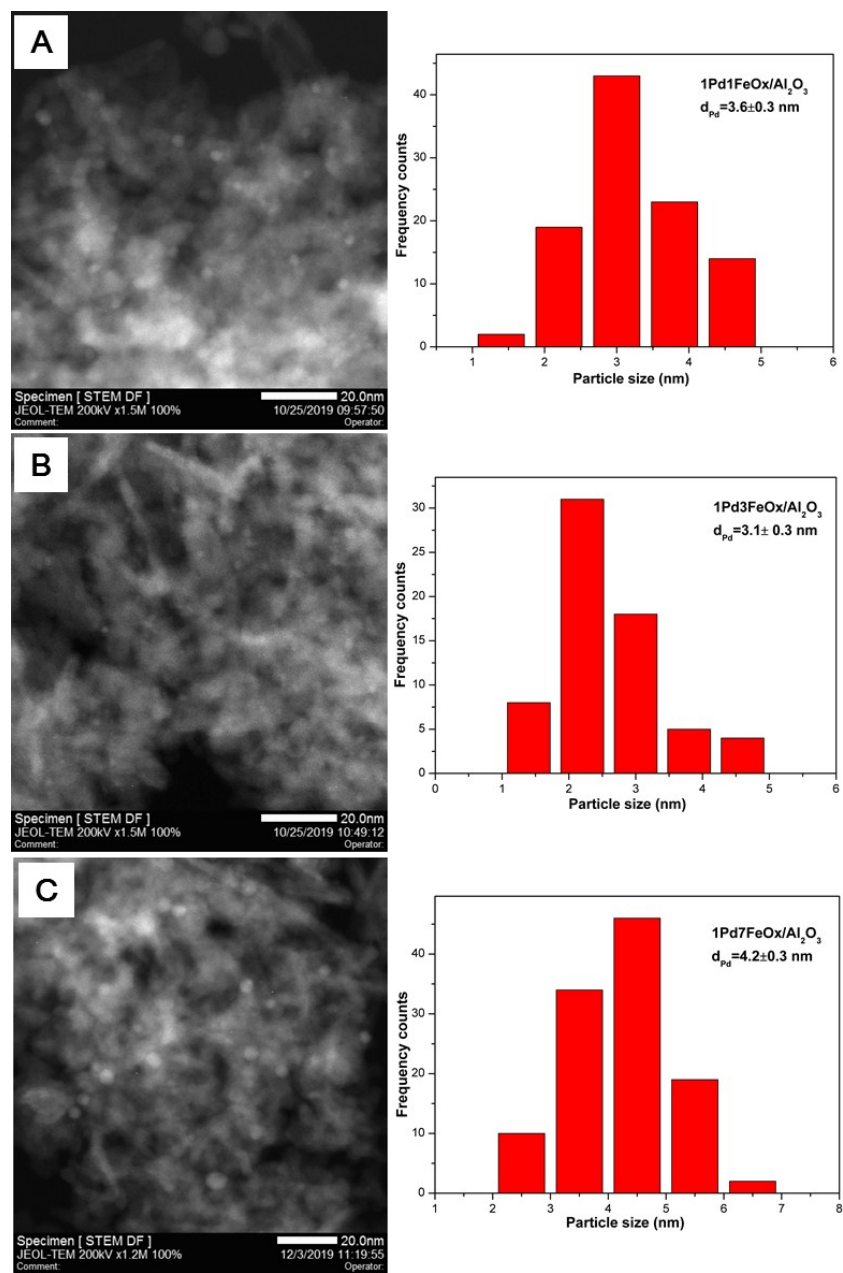 A
Specimen [ STEM DF ] 20.0nm
JEOL-TEM 200kV x1.5M 100% 10/25/2019 09:57:50
Comment: Operator:
1Pd1FeOx/Al2O3
dPd=3.6±0.3 nm
Frequency counts
40
30
20
10
0
1 2 3 4 5 6
Particle size (nm)
B
Specimen [ STEM DF ] 20.0nm
JEOL-TEM 200kV x1.5M 100% 10/25/2019 10:49:12
Comment: Operator:
1Pd3FeOx/Al2O3
dPd=3.1± 0.3 nm
Frequency counts
30
25
20
15
10
5
0
0 1 2 3 4 5 6
Particle size (nm)
C
Specimen [ STEM DF ] 20.0nm
JEOL-TEM 200kV x1.2M 100% 12/3/2019 11:19:55
Comment: Operator:
1Pd7FeOx/Al2O3
dPd=4.2±0.3 nm
Frequency counts
40
30
20
10
0
1 2 3 4 5 6 7 8
Particle size (nm)